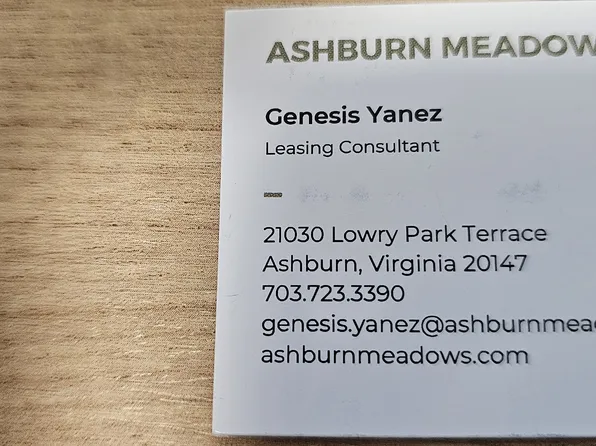 ASHBURN MEADOW
Genesis Yanez
Leasing Consultant
21030 Lowry Park Terrace
Ashburn, Virginia 20147
703.723.3390
genesis.yanez@ashburnmead
ashburnmeadows.com